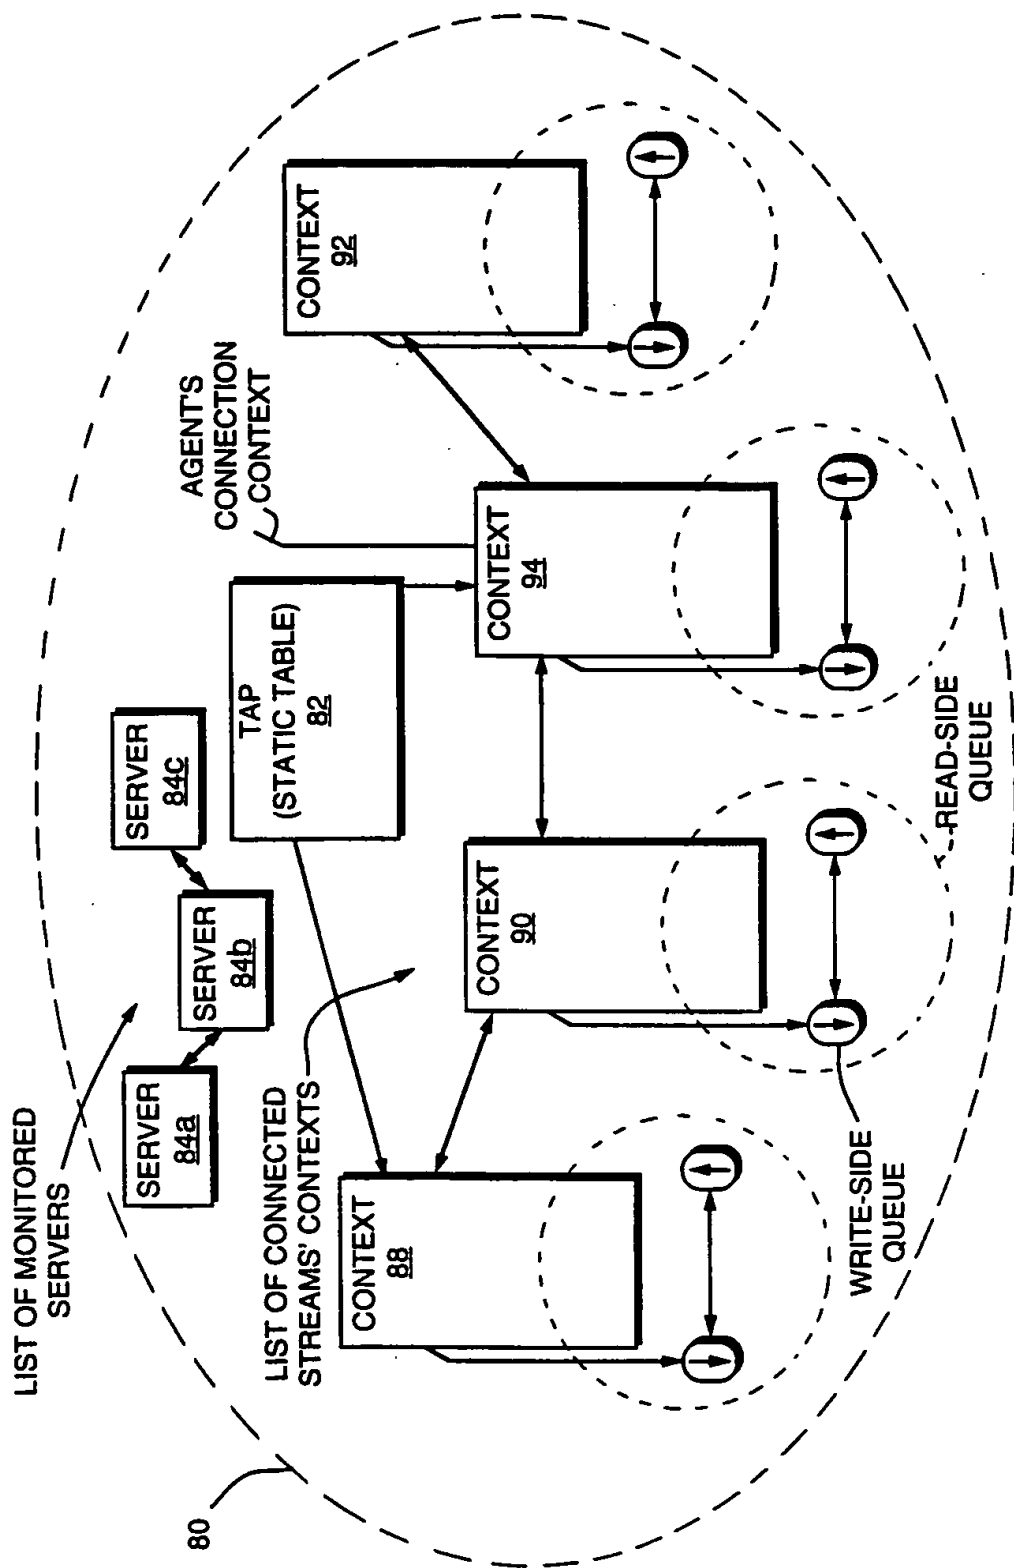 80
LIST OF MONITORED
SERVERS
SERVER
84a
SERVER
84b
SERVER
84c
TAP
(STATIC TABLE)
82
AGENT'S
CONNECTION
CONTEXT
LIST OF CONNECTED
STREAMS' CONTEXTS
CONTEXT
88
CONTEXT
90
CONTEXT
94
CONTEXT
92
WRITE-SIDE
QUEUE
READ-SIDE
QUEUE